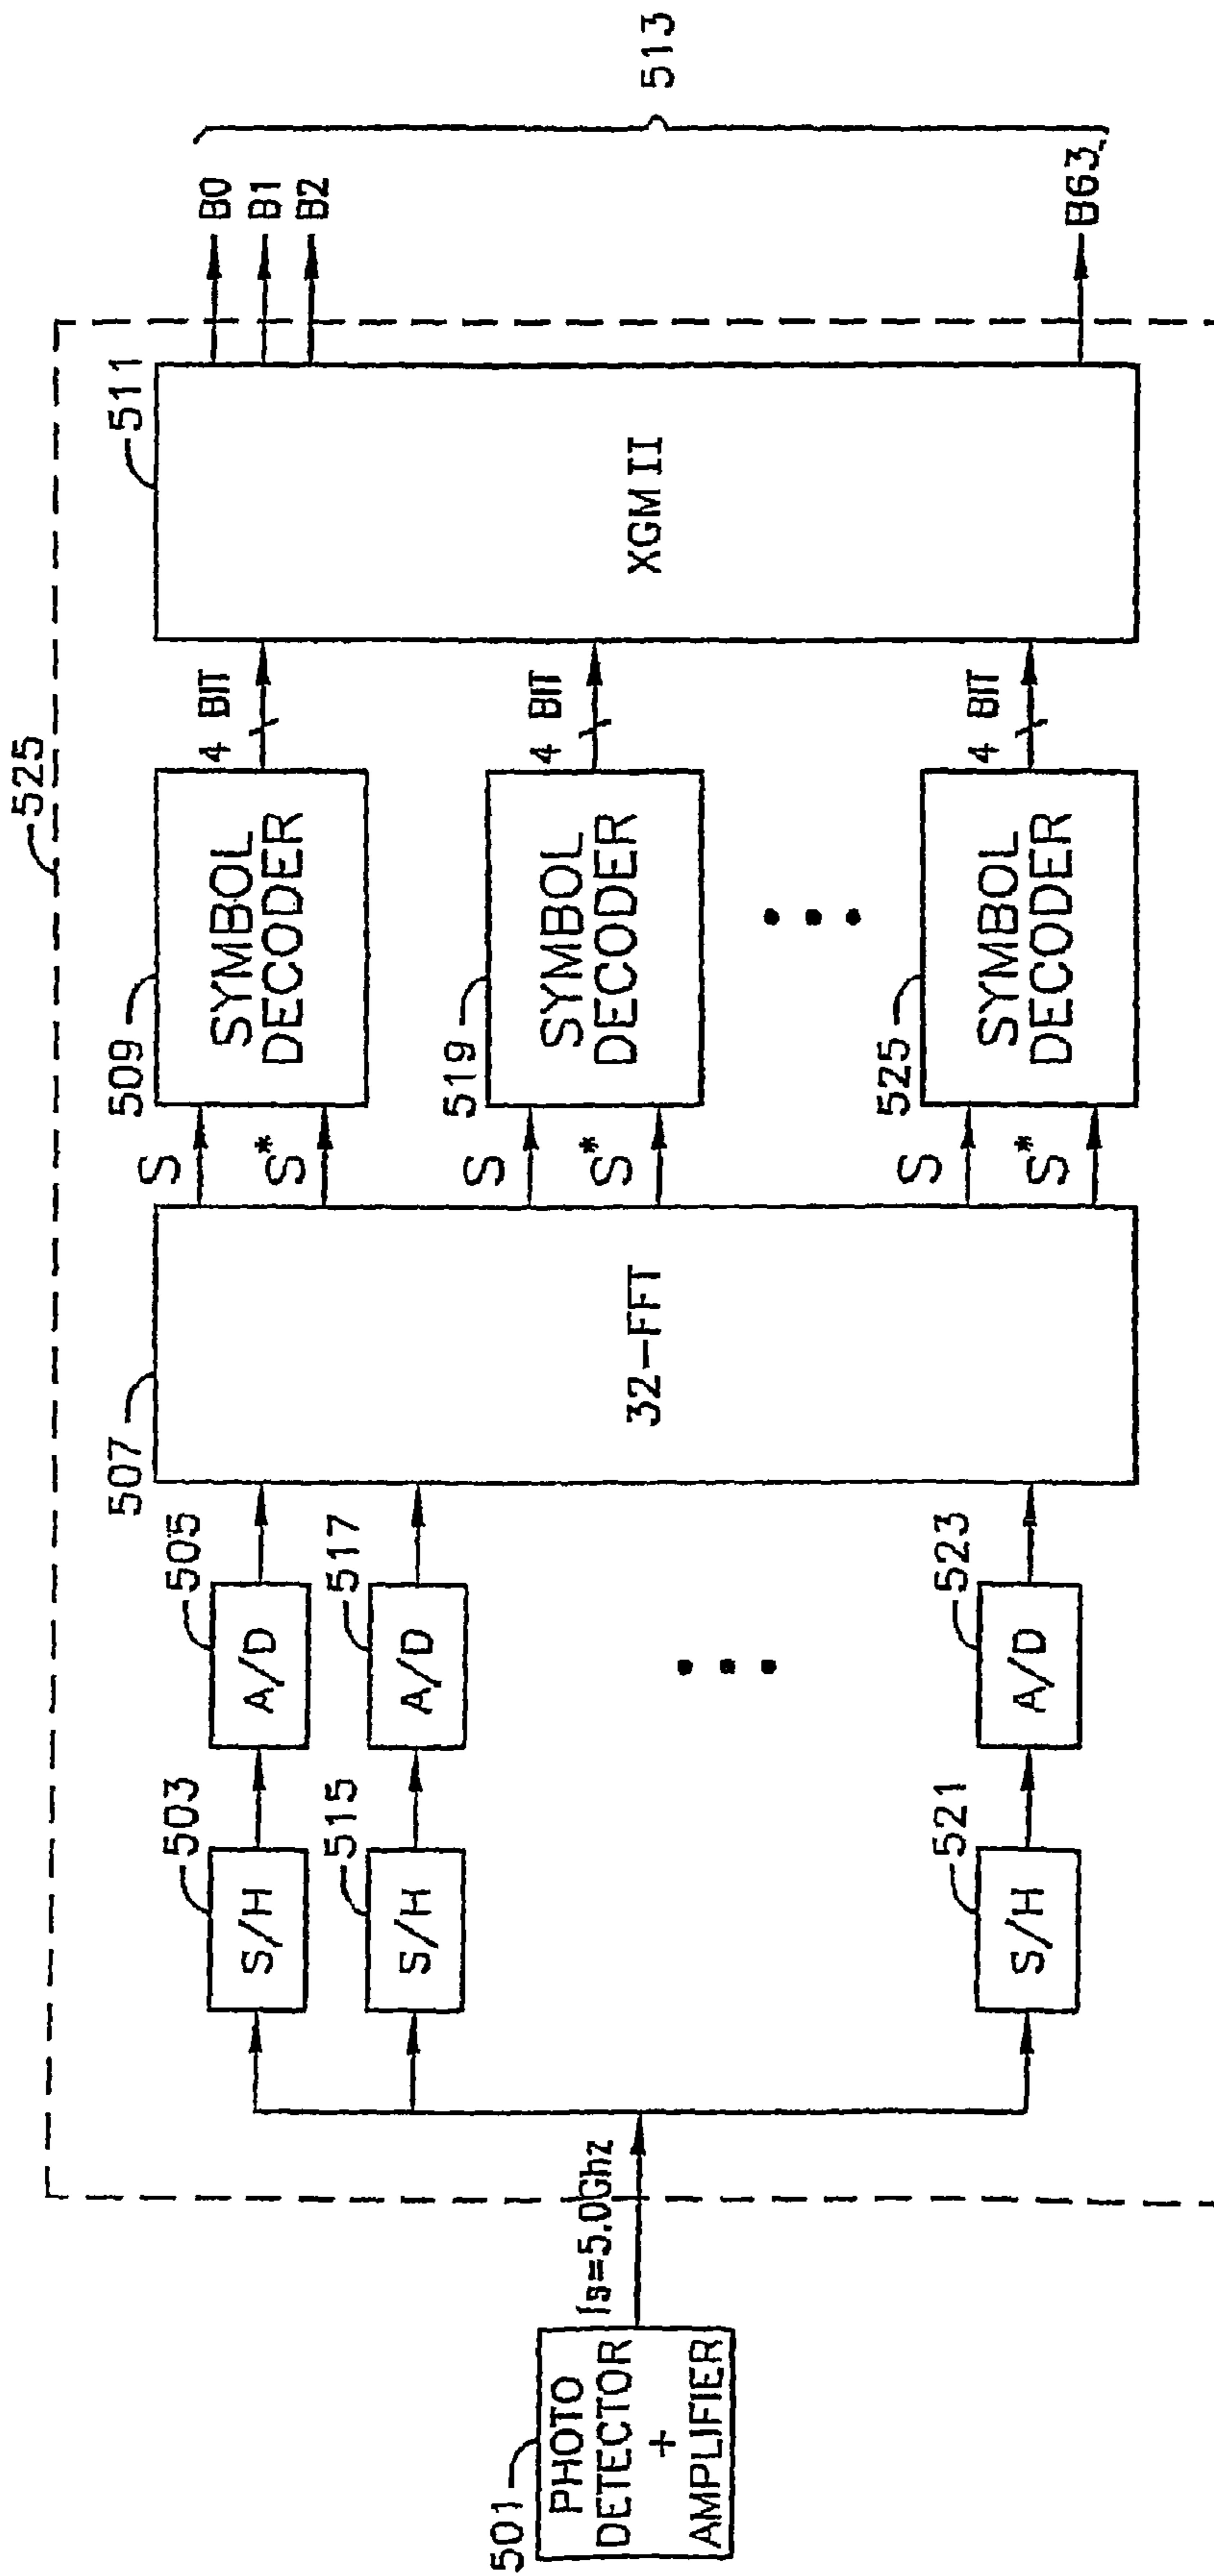 525
501
PHOTO
DETECTOR
+
AMPLIFIER
fs=5.0Ghz
503
S/H
505
A/D
515
S/H
517
A/D
521
S/H
523
A/D
507
32-FFT
S
S*
S
S*
S
S*
509
SYMBOL
DECODER
4 BIT
519
SYMBOL
DECODER
4 BIT
525
SYMBOL
DECODER
4 BIT
511
XGM II
B0
B1
B2
B63
513